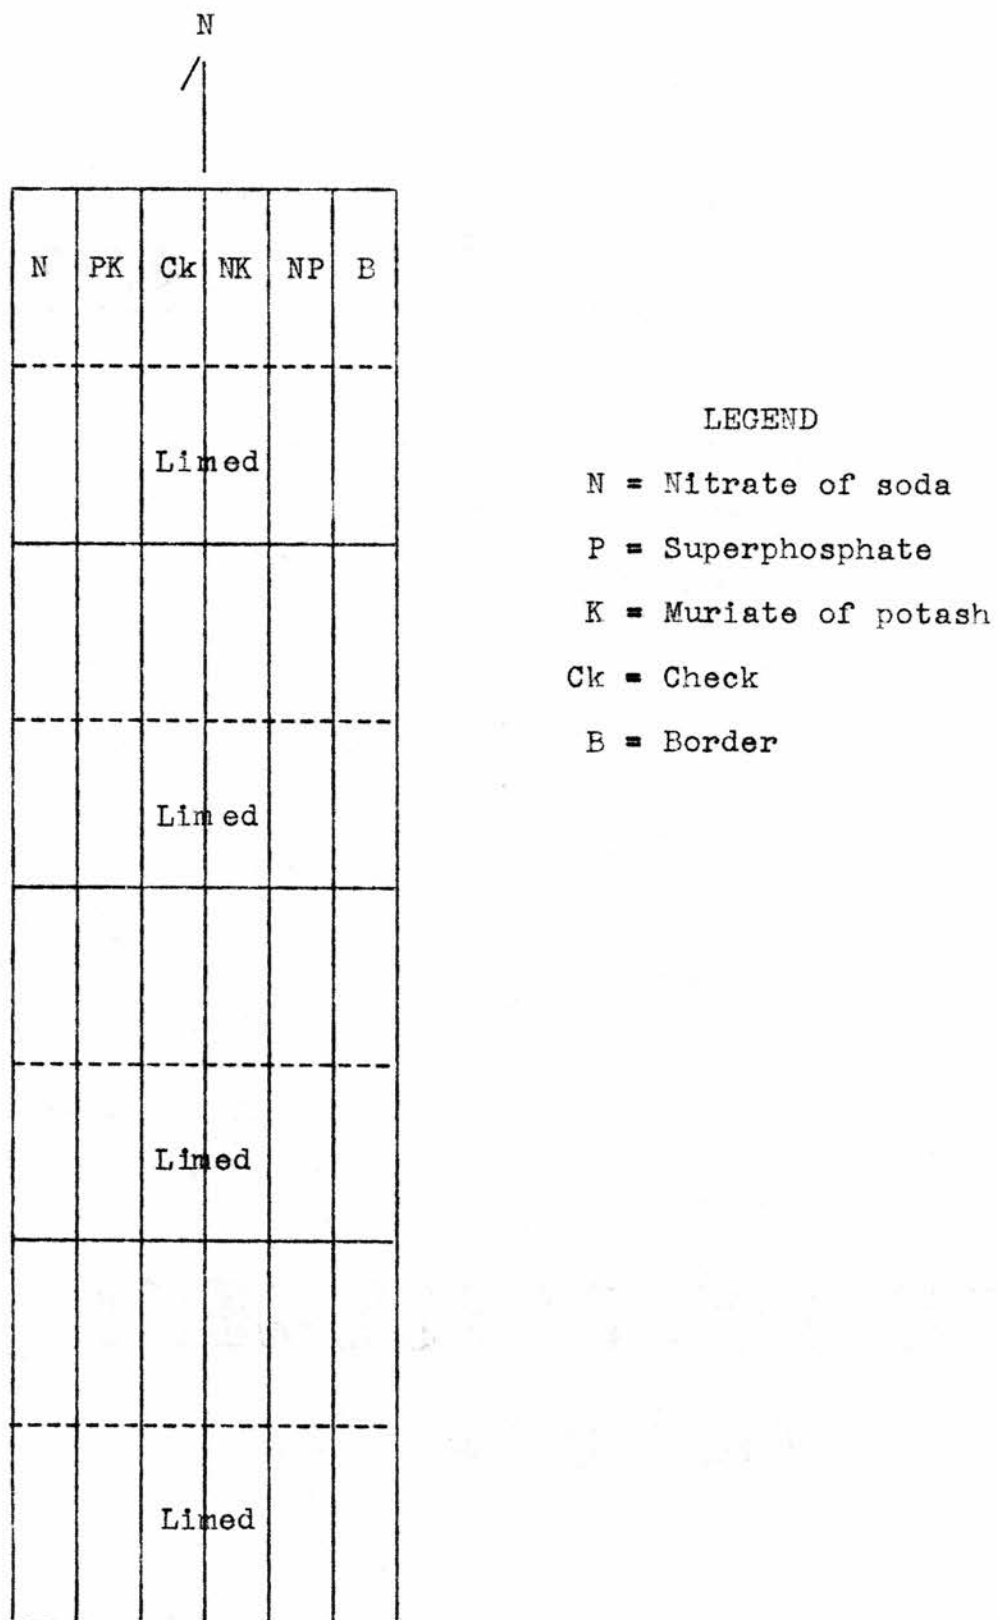 N
N PK Ck NK NP B
Limed
LEGEND
N = Nitrate of soda
P = Superphosphate
K = Muriate of potash
Ck = Check
B = Border
Limed
Limed
Limed